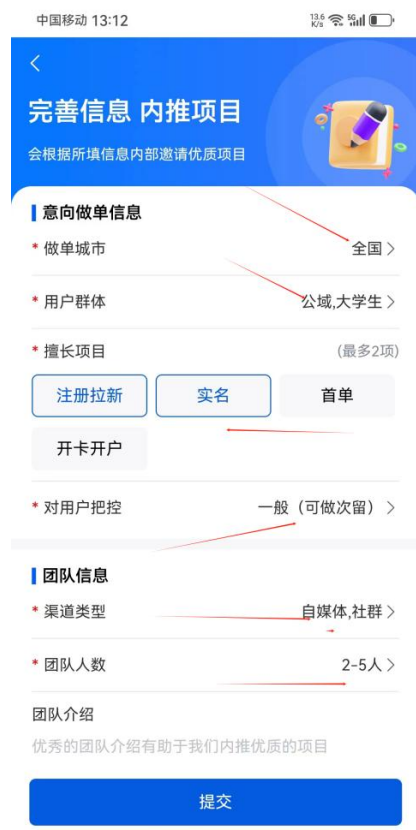 中国移动 13:12
13.6 K/s 5G
完善信息 内推项目
会根据所填信息内部邀请优质项目
意向做单信息
* 做单城市 全国 >
* 用户群体 公域,大学生 >
* 擅长项目 (最多2项)
注册拉新 实名 首单
开卡开户
* 对用户把控 一般（可做次留） >
团队信息
* 渠道类型 自媒体,社群 >
* 团队人数 2-5人 >
团队介绍
优秀的团队介绍有助于我们内推优质的项目
提交